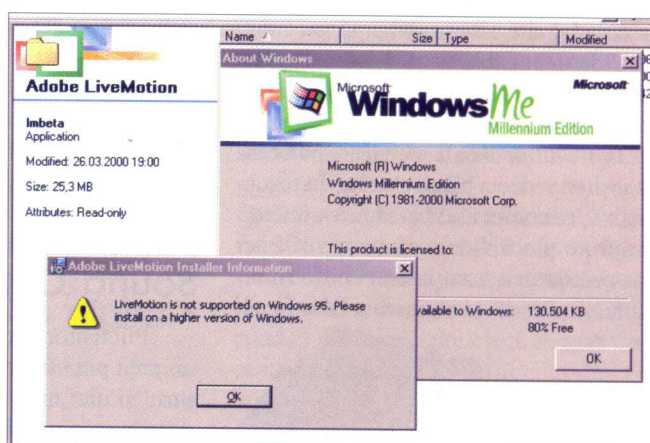 Name
Size
Type
Modified
Adobe LiveMotion
lmbeta
Application
Modified: 26.03.2000 19:00
Size: 25,3 MB
Attributes: Read-only
About Windows
Microsoft
Microsoft
Windows Me
Millennium Edition
Microsoft (R) Windows
Windows Millennium Edition
Copyright (C) 1981-2000 Microsoft Corp.
This product is licensed to:
vailable to Windows: 130.504 KB
80% Free
OK
Adobe LiveMotion Installer Information
LiveMotion is not supported on Windows 95. Please
install on a higher version of Windows.
OK